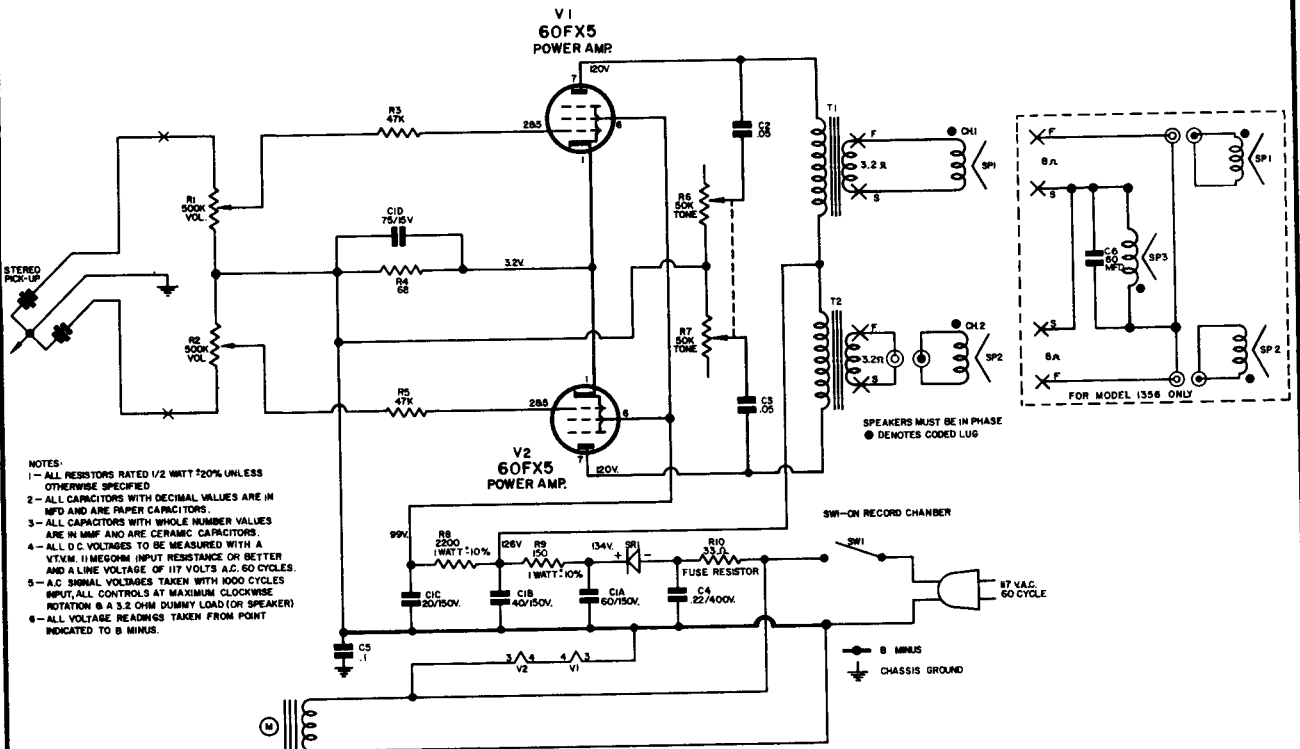 V1
60FX5
POWER AMP.
7
120V
2&5
6
1
R3
47K
R1
500K
VOL.
C1D
75/15V
R4
68
3.2V.
STEREO
PICK-UP
R2
500K
VOL
R5
47K
2&5
1
6
7
120V.
V2
60FX5
POWER AMP.
C2
.05
R6
50K
TONE
R7
50K
TONE
C3
.05
T1
F
3.2 Ω
S
CH.1
SP1
T2
F
3.2Ω
S
CH.2
SP2
SPEAKERS MUST BE IN PHASE
● DENOTES CODED LUG
F
8Ω
S
C6
60
MFD
SP3
SP1
S
8Ω
F
SP2
FOR MODEL 1356 ONLY
NOTES:
1 — ALL RESISTORS RATED 1/2 WATT ±20% UNLESS
OTHERWISE SPECIFIED
2 — ALL CAPACITORS WITH DECIMAL VALUES ARE IN
MFD AND ARE PAPER CAPACITORS.
3 — ALL CAPACITORS WITH WHOLE NUMBER VALUES
ARE IN MMF AND ARE CERAMIC CAPACITORS.
4 — ALL D.C. VOLTAGES TO BE MEASURED WITH A
V.T.V.M. 11 MEGOHM INPUT RESISTANCE OR BETTER
AND A LINE VOLTAGE OF 117 VOLTS A.C. 60 CYCLES.
5 — A.C. SIGNAL VOLTAGES TAKEN WITH 1000 CYCLES
INPUT, ALL CONTROLS AT MAXIMUM CLOCKWISE
ROTATION & A 3.2 OHM DUMMY LOAD (OR SPEAKER)
6 — ALL VOLTAGE READINGS TAKEN FROM POINT
INDICATED TO B MINUS.
99V.
R8
2200
1 WATT ±10%
126V
R9
150
1 WATT ±10%
134V.
+
SR1
-
R10
33Ω
FUSE RESISTOR
SW1-ON RECORD CHANBER
SW1
117 V.A.C.
60 CYCLE
C1C
20/150V.
C1B
40/150V.
C1A
60/150V.
C4
.22/400V.
C5
.1
3 4
V2
4 3
V1
B MINUS
CHASSIS GROUND
M